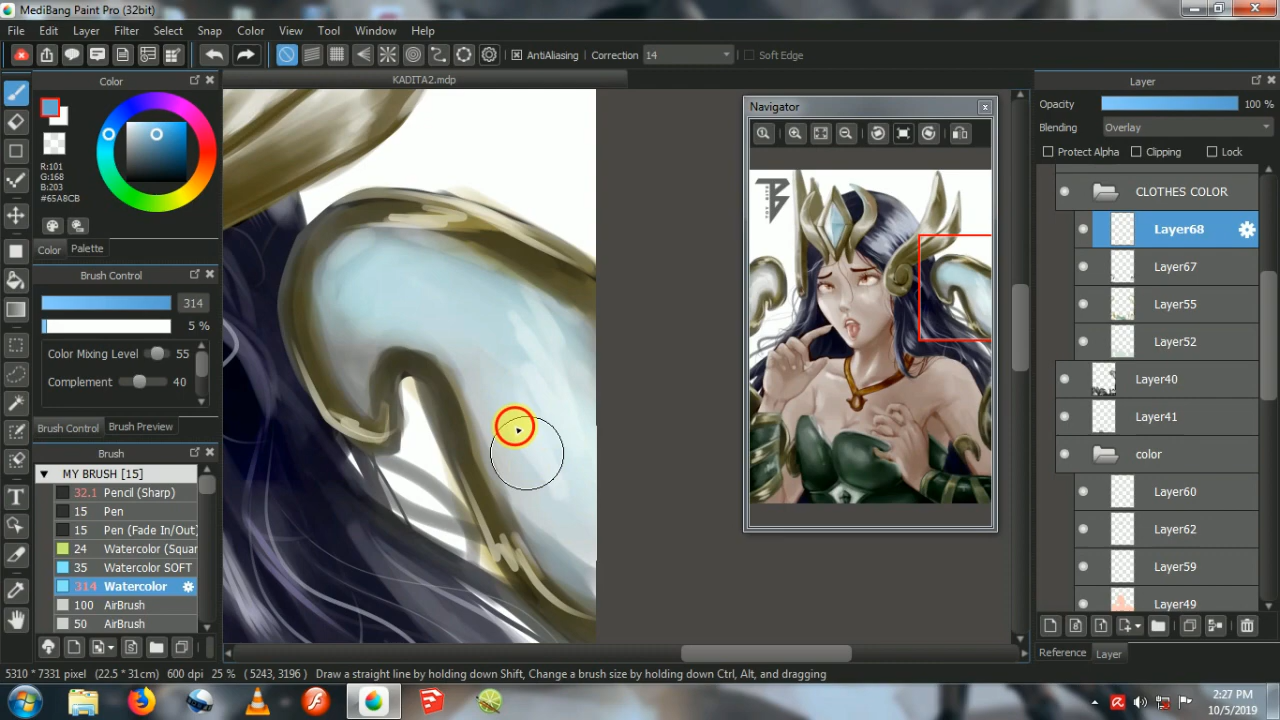 MediBang Paint Pro (32bit)
File Edit Layer Filter Select Snap Color View Tool Window Help
AntiAliasing Correction 14 Soft Edge
Color
KADITA2.mdp
R:101
G:168
B:203
#65A8CB
Color Palette
Brush Control
314
5 %
Color Mixing Level 55
Complement 40
Brush Control Brush Preview
Brush
MY BRUSH [15]
32.1 Pencil (Sharp)
15 Pen
15 Pen (Fade In/Out)
24 Watercolor (Squar
35 Watercolor SOFT
314 Watercolor
100 AirBrush
50 AirBrush
Navigator
Layer
Opacity 100 %
Blending Overlay
Protect Alpha Clipping Lock
CLOTHES COLOR
Layer68
Layer67
Layer55
Layer52
Layer40
Layer41
color
Layer60
Layer62
Layer59
Layer49
Reference Layer
5310 * 7331 pixel (22.5 * 31cm) 600 dpi 25 % ( 5243, 3196 ) Draw a straight line by holding down Shift, Change a brush size by holding down Ctrl, Alt, and dragging
2:27 PM
10/5/2019